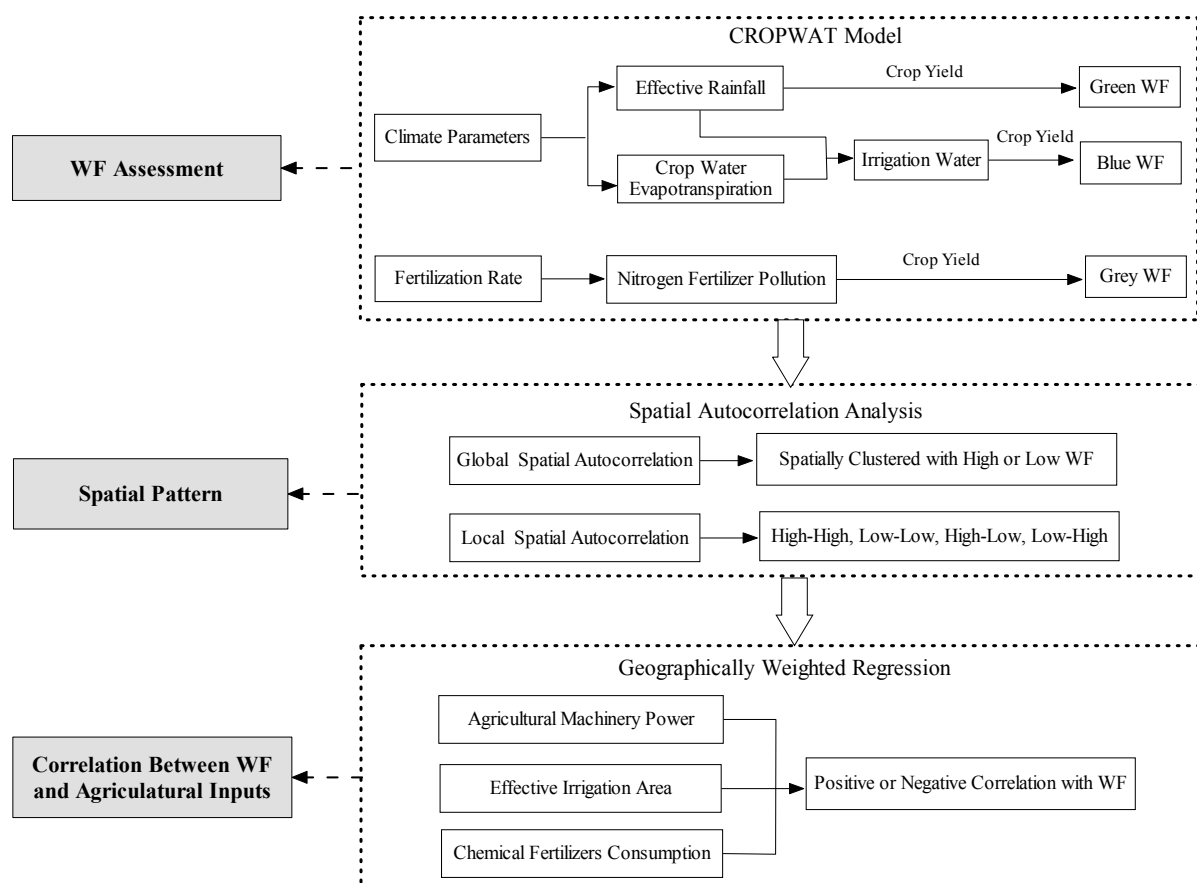 CROPWAT Model
Climate Parameters
Effective Rainfall
Crop Yield
Green WF
Crop Water
Evapotranspiration
Irrigation Water
Crop Yield
Blue WF
Fertilization Rate
Nitrogen Fertilizer Pollution
Crop Yield
Grey WF
WF Assessment
Spatial Autocorrelation Analysis
Global Spatial Autocorrelation
Spatially Clustered with High or Low WF
Local Spatial Autocorrelation
High-High, Low-Low, High-Low, Low-High
Spatial Pattern
Geographically Weighted Regression
Agricultural Machinery Power
Effective Irrigation Area
Chemical Fertilizers Consumption
Positive or Negative Correlation with WF
Correlation Between WF
and Agriculatural Inputs